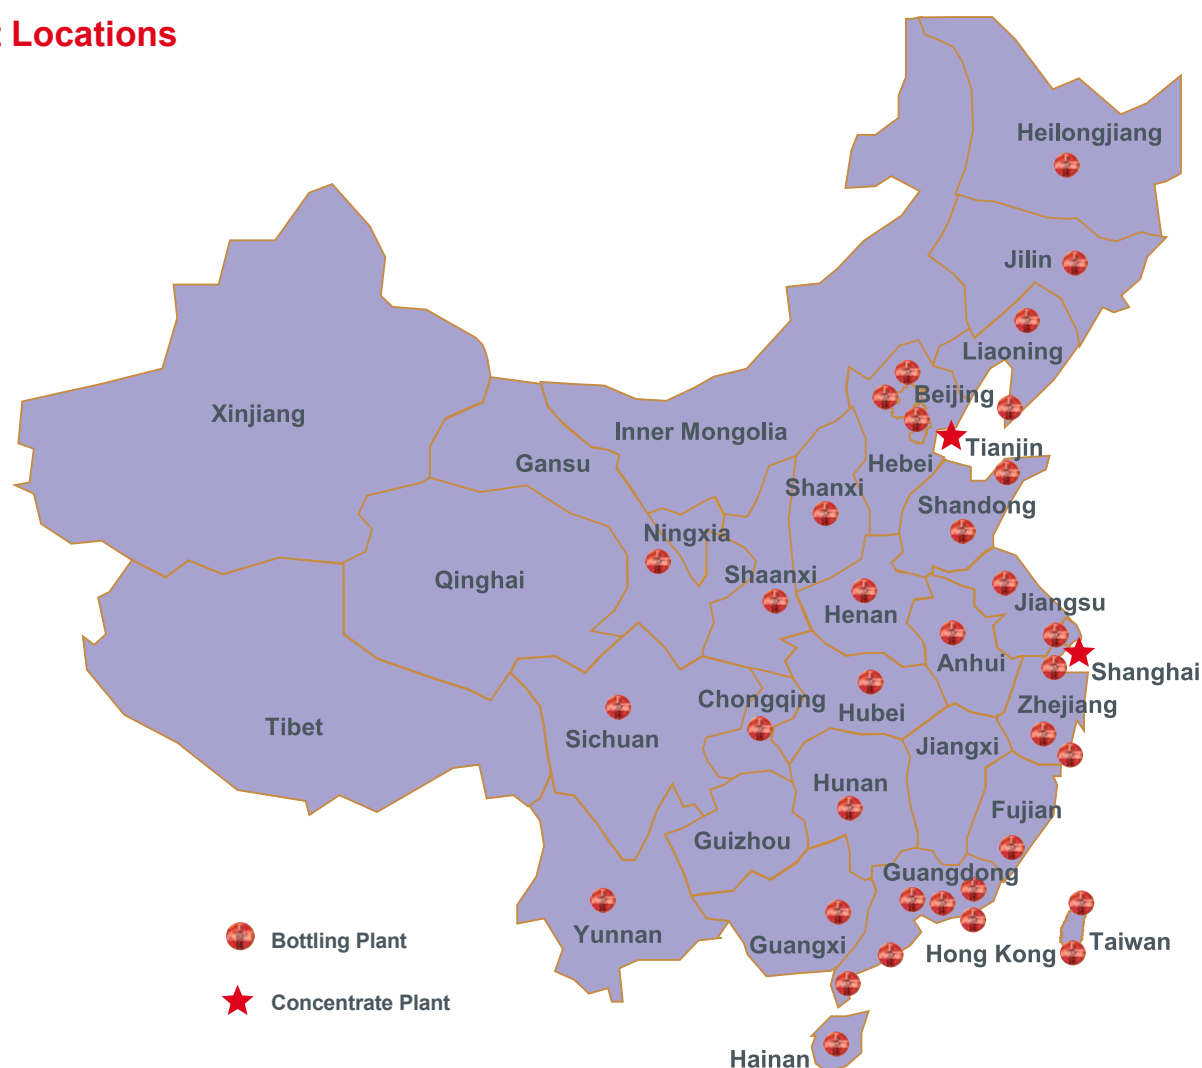 Locations
Heilongjiang
Jilin
Liaoning
Beijing
Xinjiang
Inner Mongolia
Tianjin
Gansu
Hebei
Shanxi
Shandong
Ningxia
Shaanxi
Qinghai
Jiangsu
Henan
Anhui
Shanghai
Chongqing
Zhejiang
Hubei
Tibet
Sichuan
Jiangxi
Hunan
Fujian
Guizhou
Guangdong
Yunnan
Guangxi
Taiwan
Hong Kong
Bottling Plant
Concentrate Plant
Hainan